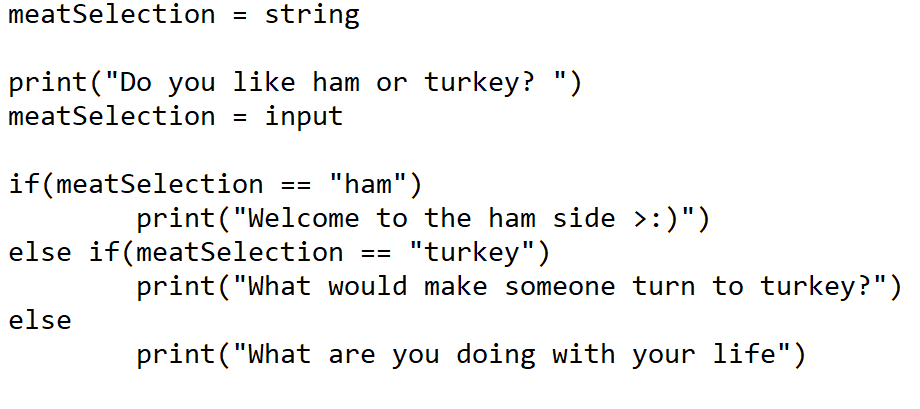 meatSelection = string
print("Do you like ham or turkey? ")
meatSelection = input
if(meatSelection == "ham")
print("Welcome to the ham side >:)")
else if(meatSelection == "turkey")
print("What would make someone turn to turkey?")
else
print("What are you doing with your life")